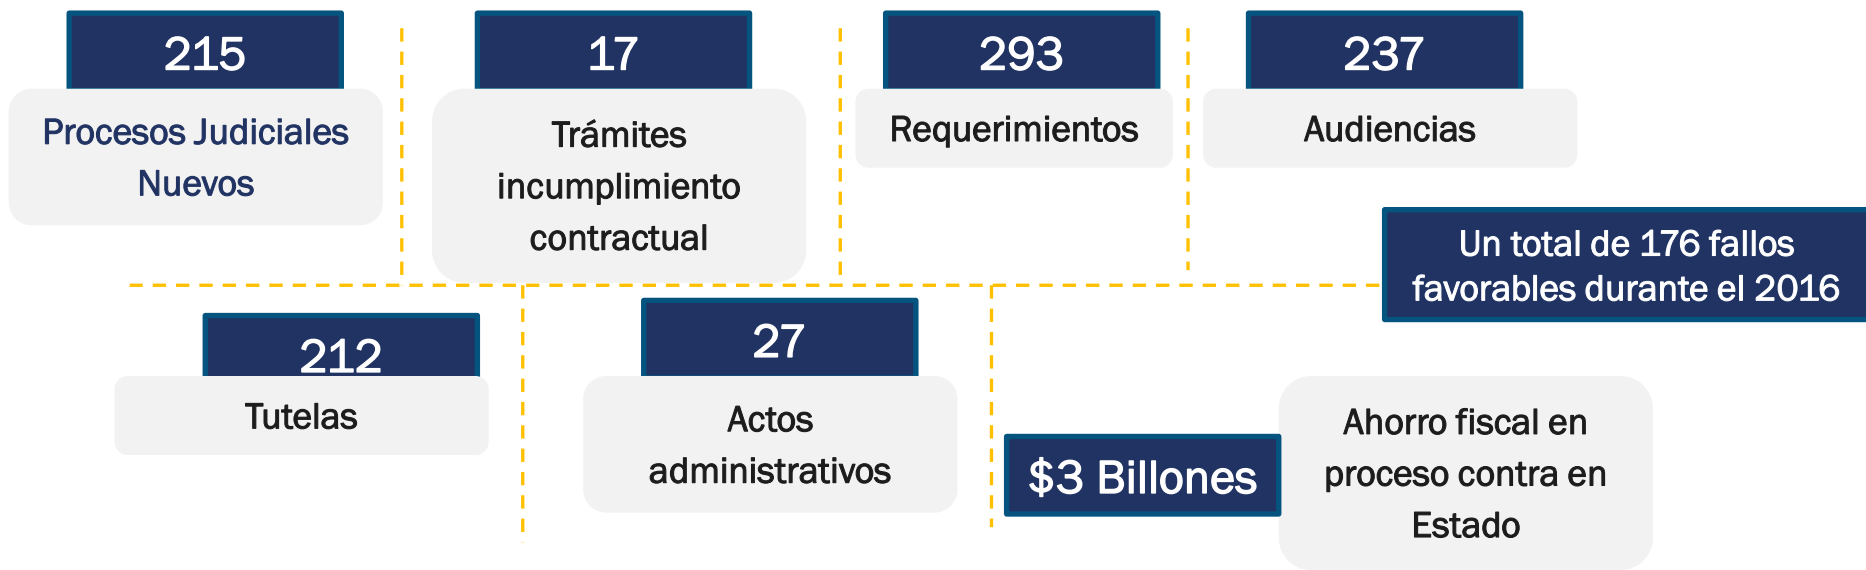 215
Procesos Judiciales
Nuevos
17
Trámites
incumplimiento
contractual
293
Requerimientos
237
Audiencias
Un total de 176 fallos
favorables durante el 2016
212
Tutelas
27
Actos
administrativos
$3 Billones
Ahorro fiscal en
proceso contra en
Estado